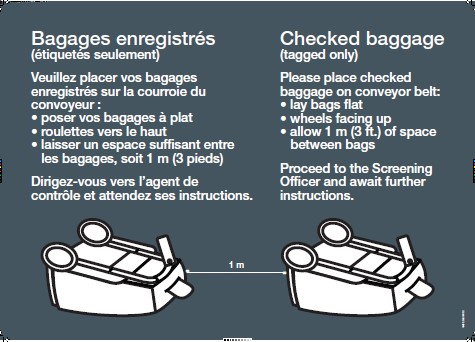 Bagages enregistrés
(étiquetés seulement)
Veuillez placer vos bagages
enregistrés sur la courroie du
convoyeur :
• poser vos bagages à plat
• roulettes vers le haut
• laisser un espace suffisant entre
les bagages, soit 1 m (3 pieds)
Dirigez-vous vers l'agent de
contrôle et attendez ses instructions.
Checked baggage
(tagged only)
Please place checked
baggage on conveyor belt:
• lay bags flat
• wheels facing up
• allow 1 m (3 ft.) of space
between bags
Proceed to the Screening
Officer and await further
instructions.
1 m